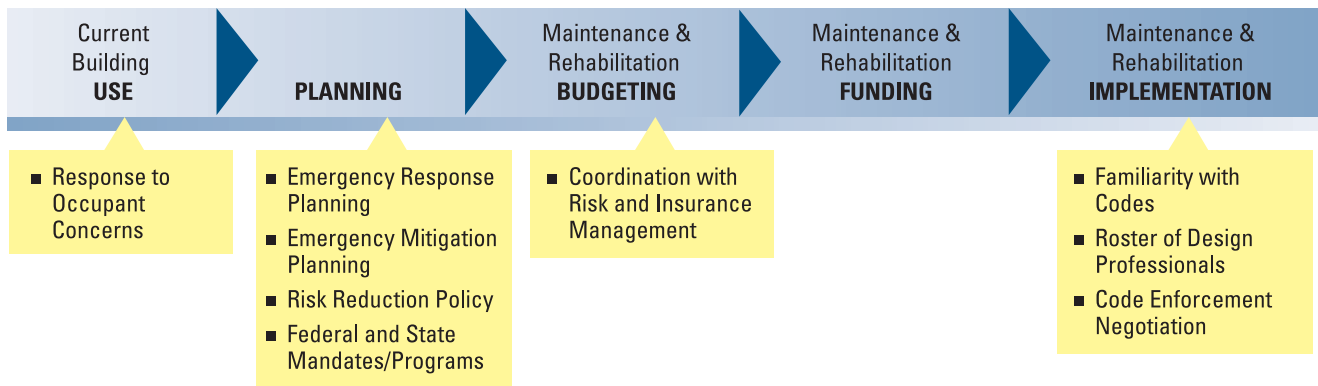 Current
Building
USE
PLANNING
Maintenance &
Rehabilitation
BUDGETING
Maintenance &
Rehabilitation
FUNDING
Maintenance &
Rehabilitation
IMPLEMENTATION
■ Response to
Occupant
Concerns
■ Emergency Response
Planning
■ Emergency Mitigation
Planning
■ Risk Reduction Policy
■ Federal and State
Mandates/Programs
■ Coordination with
Risk and Insurance
Management
■ Familiarity with
Codes
■ Roster of Design
Professionals
■ Code Enforcement
Negotiation